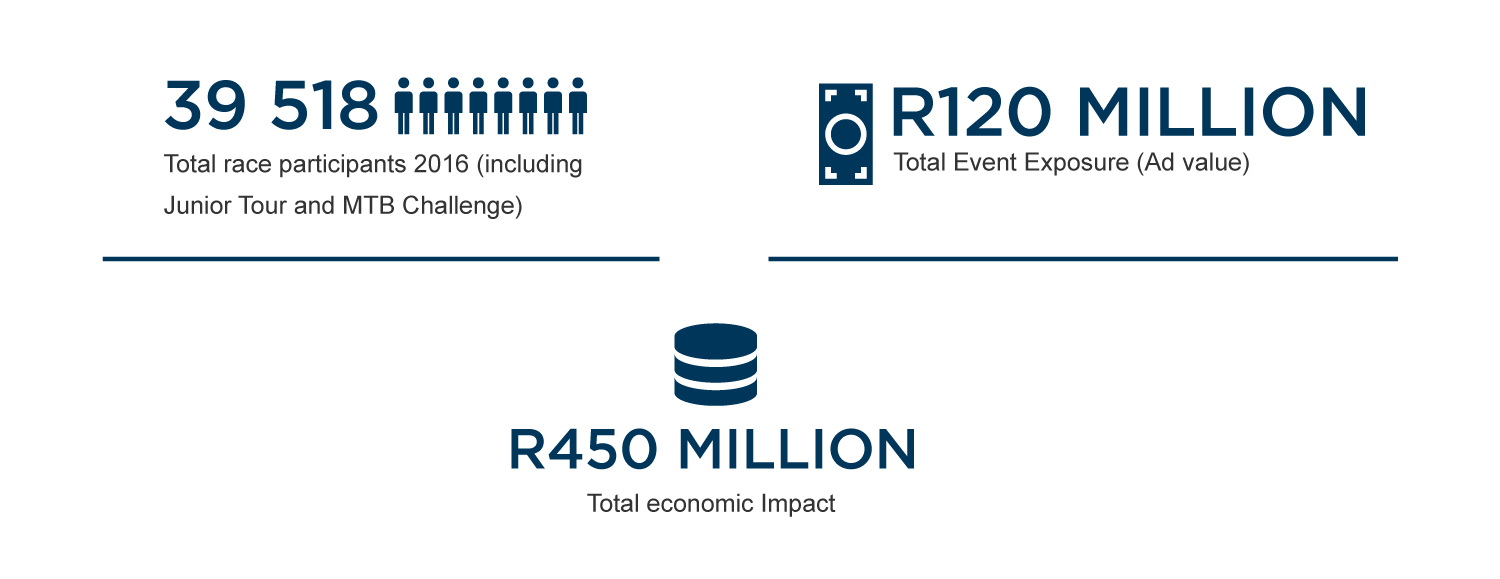 39 518
Total race participants 2016 (including
Junior Tour and MTB Challenge)
R120 MILLION
Total Event Exposure (Ad value)
R450 MILLION
Total economic Impact